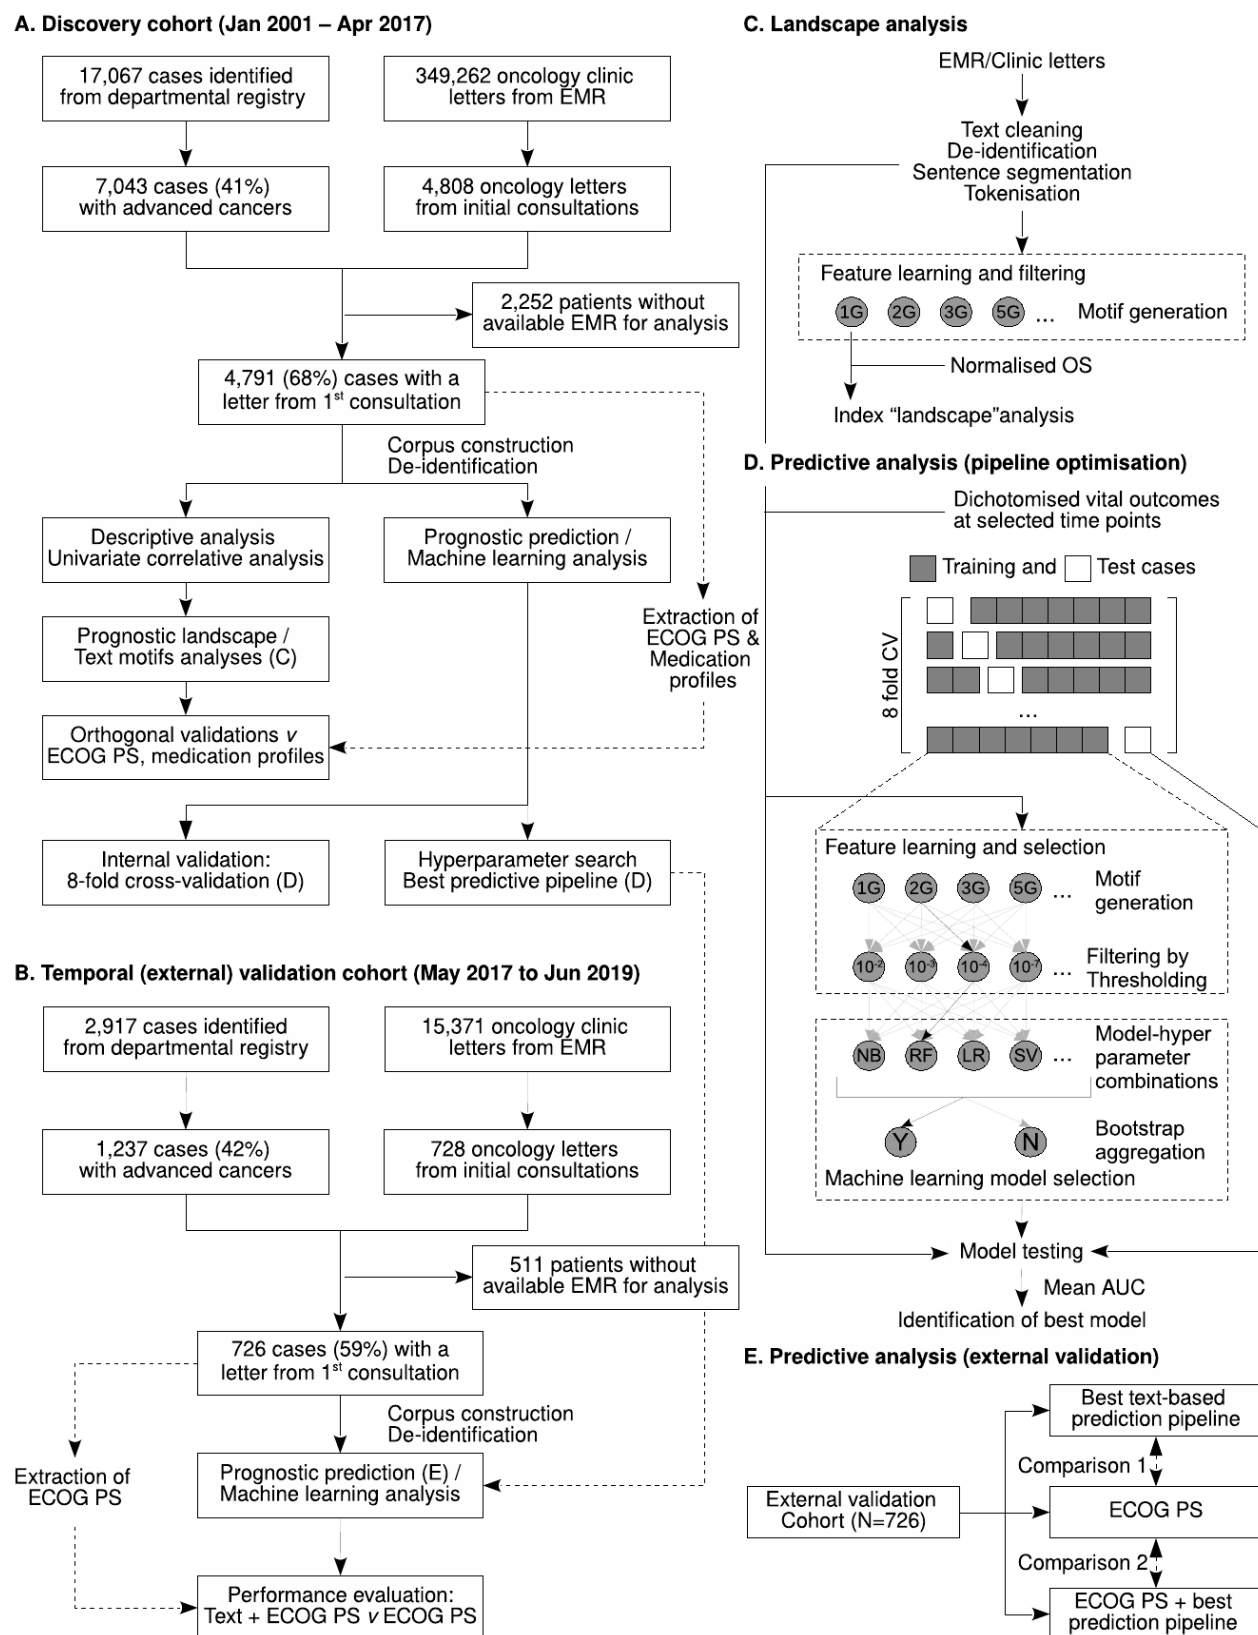 A. Discovery cohort (Jan 2001 – Apr 2017)
17,067 cases identified
from departmental registry
349,262 oncology clinic
letters from EMR
7,043 cases (41%)
with advanced cancers
4,808 oncology letters
from initial consultations
2,252 patients without
available EMR for analysis
4,791 (68%) cases with a
letter from 1st consultation
Corpus construction
De-identification
Descriptive analysis
Univariate correlative analysis
Prognostic prediction /
Machine learning analysis
Extraction of
ECOG PS &
Medication
profiles
Prognostic landscape /
Text motifs analyses (C)
Orthogonal validations v
ECOG PS, medication profiles
Internal validation:
8-fold cross-validation (D)
Hyperparameter search
Best predictive pipeline (D)
B. Temporal (external) validation cohort (May 2017 to Jun 2019)
2,917 cases identified
from departmental registry
15,371 oncology clinic
letters from EMR
1,237 cases (42%)
with advanced cancers
728 oncology letters
from initial consultations
511 patients without
available EMR for analysis
726 cases (59%) with a
letter from 1st consultation
Corpus construction
De-identification
Extraction of
ECOG PS
Prognostic prediction (E) /
Machine learning analysis
Performance evaluation:
Text + ECOG PS v ECOG PS
C. Landscape analysis
EMR/Clinic letters
Text cleaning
De-identification
Sentence segmentation
Tokenisation
Feature learning and filtering
1G 2G 3G 5G ... Motif generation
Normalised OS
Index “landscape”analysis
D. Predictive analysis (pipeline optimisation)
Dichotomised vital outcomes
at selected time points
Training and Test cases
8 fold CV
...
Feature learning and selection
1G 2G 3G 5G ... Motif
generation
10-2 10-3 10-4 10-7 ... Filtering by
Thresholding
NB RF LR SV ... Model-hyper
parameter
combinations
Y N Bootstrap
aggregation
Machine learning model selection
Model testing
Mean AUC
Identification of best model
E. Predictive analysis (external validation)
Best text-based
prediction pipeline
Comparison 1
External validation
Cohort (N=726)
ECOG PS
Comparison 2
ECOG PS + best
prediction pipeline